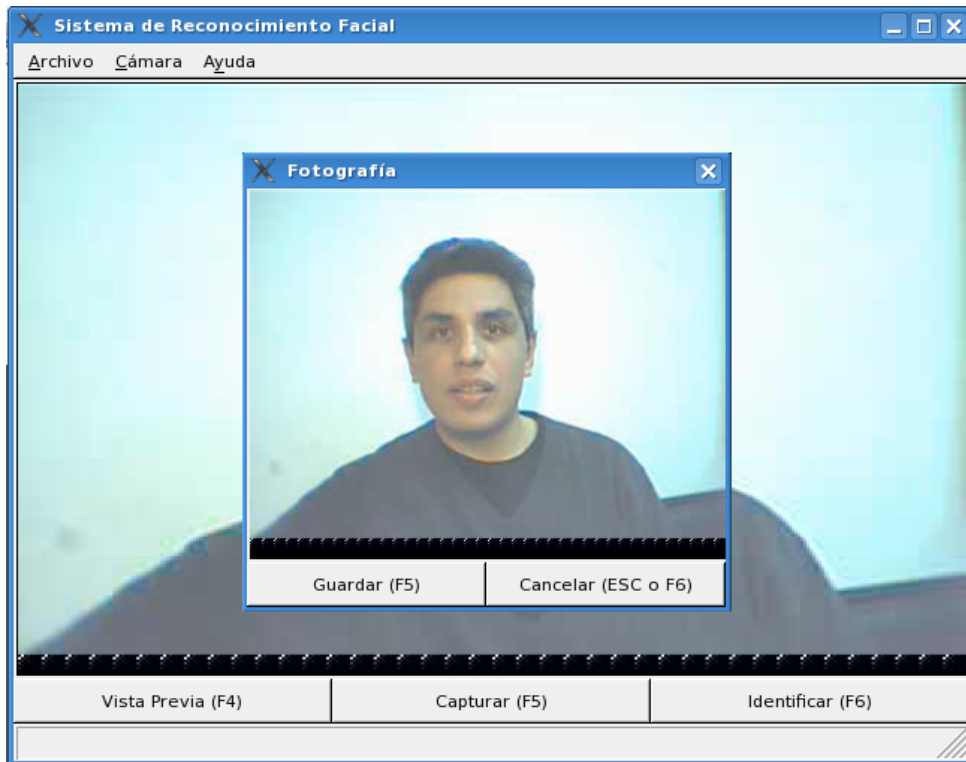 Sistema de Reconocimiento Facial
Archivo Cámara Ayuda
Fotografía
Guardar (F5) Cancelar (ESC o F6)
Vista Previa (F4) Capturar (F5) Identificar (F6)